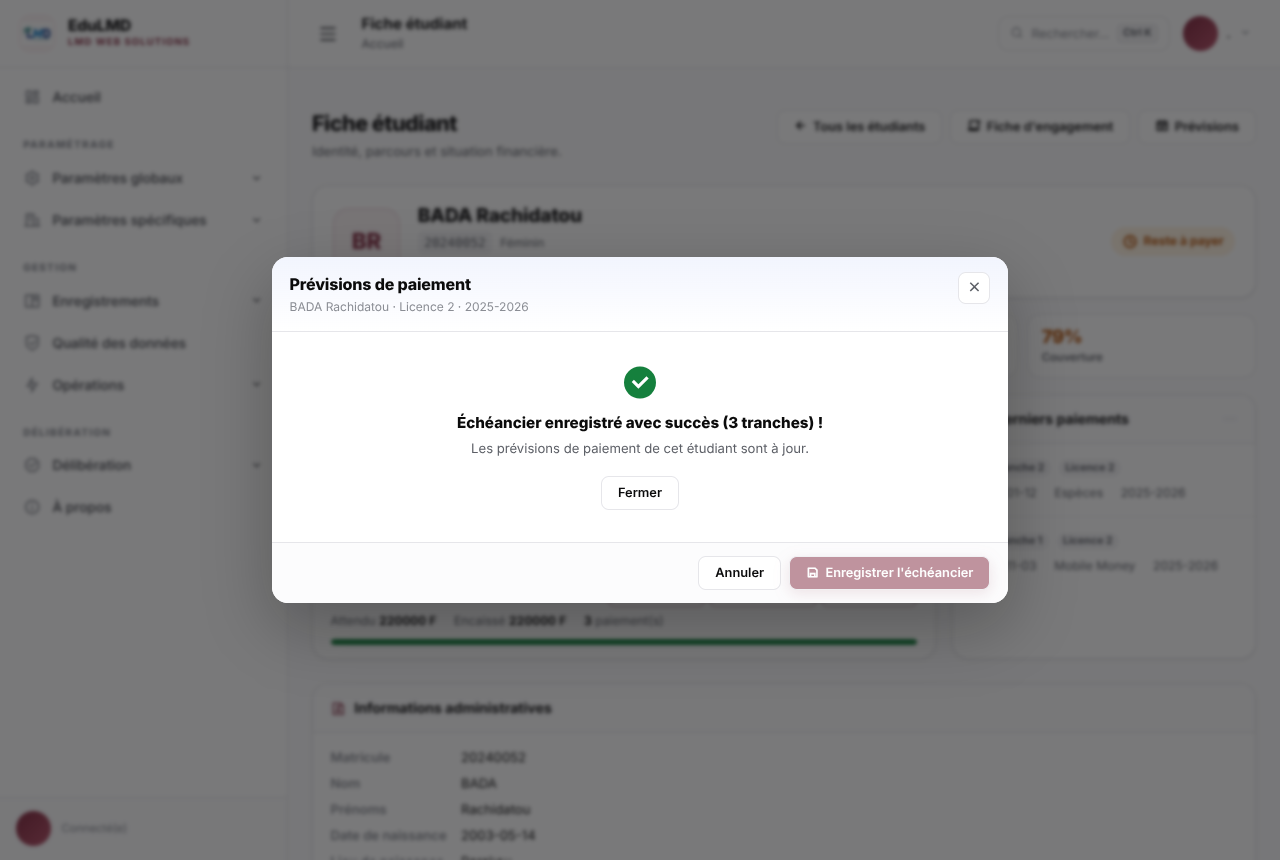 EduLMD
LMD WEB SOLUTIONS
Fiche étudiant
Accueil
Rechercher...
Ctrl K
Accueil
PARAMÉTRAGE
Paramètres globaux
Paramètres spécifiques
GESTION
Enregistrements
Qualité des données
Opérations
DÉLIBÉRATION
Délibération
À propos
Connecté(e)
Fiche étudiant
Identité, parcours et situation financière.
Tous les étudiants
Fiche d'engagement
Prévisions
BR
BADA Rachidatou
20240052 Féminin
Reste à payer
79%
Couverture
Prévisions de paiement
BADA Rachidatou · Licence 2 · 2025-2026
Échéancier enregistré avec succès (3 tranches) !
Les prévisions de paiement de cet étudiant sont à jour.
Fermer
Annuler
Enregistrer l'échéancier
paiements
Licence 2
Espèces 2025-2026
Licence 2
Mobile Money 2025-2026
Attendu 220000 F Encaissé 220000 F 3 paiement(s)
Informations administratives
Matricule 20240052
Nom BADA
Prénoms Rachidatou
Date de naissance 2003-05-14